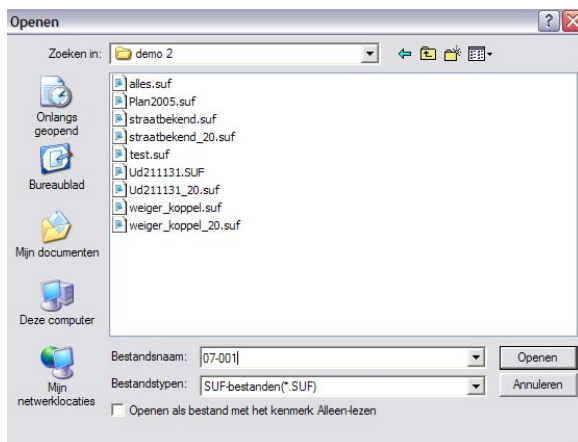 Openen
Zoeken in: demo 2
Onlangs geopend
Bureaublad
Mijn documenten
Deze computer
Mijn netwerklocaties
alles.suf
Plan2005.suf
straatbekend.suf
straatbekend_20.suf
test.suf
Ud211131.SUF
Ud211131_20.suf
weiger_koppel.suf
weiger_koppel_20.suf
Bestandsnaam: 07-001 Openen
Bestandstypen: SUF-bestanden(*.SUF) Annuleren
Openen als bestand met het kenmerk Alleen-lezen